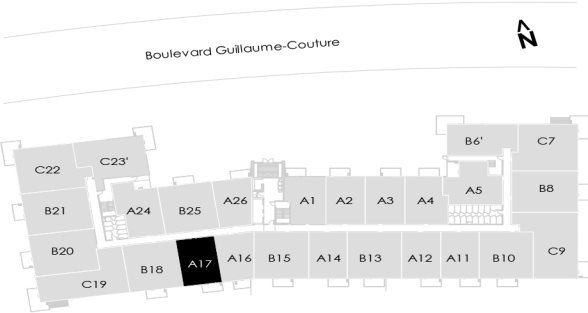 Boulevard Guillaume-Couture
N
B6' C7
C22 C23'
A5 B8
A24 B25 A26 A1 A2 A3 A4
B21
B20
C19 B18 A17 A16 B15 A14 B13 A12 A11 B10 C9